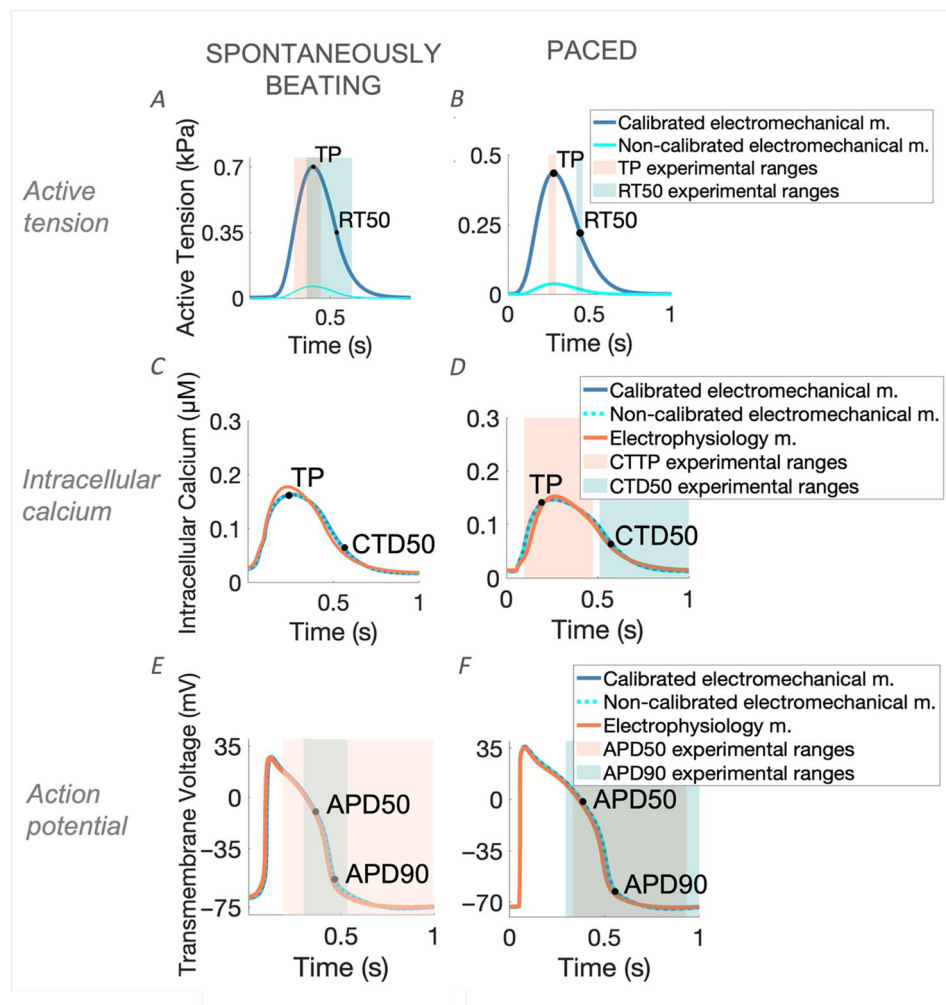 SPONTANEOUSLY
BEATING
PACED
A
B
Active
tension
Active Tension (kPa)
0.7
0.35
0
TP
RT50
0.5
Time (s)
0.5
0.25
0
TP
RT50
0
0.5
1
Time (s)
Calibrated electromechanical m.
Non-calibrated electromechanical m.
TP experimental ranges
RT50 experimental ranges
C
D
Intracellular
calcium
Intracellular Calcium (μM)
0.3
0.2
0.1
0
TP
CTD50
0.5
1
Time (s)
0.3
0.2
0.1
0
TP
CTD50
0
0.5
1
Time (s)
Calibrated electromechanical m.
Non-calibrated electromechanical m.
Electrophysiology m.
CTTP experimental ranges
CTD50 experimental ranges
E
F
Action
potential
Transmembrane Voltage (mV)
35
0
−35
−75
APD50
APD90
0.5
1
Time (s)
35
0
−35
−70
APD50
APD90
0
0.5
1
Time (s)
Calibrated electromechanical m.
Non-calibrated electromechanical m.
Electrophysiology m.
APD50 experimental ranges
APD90 experimental ranges